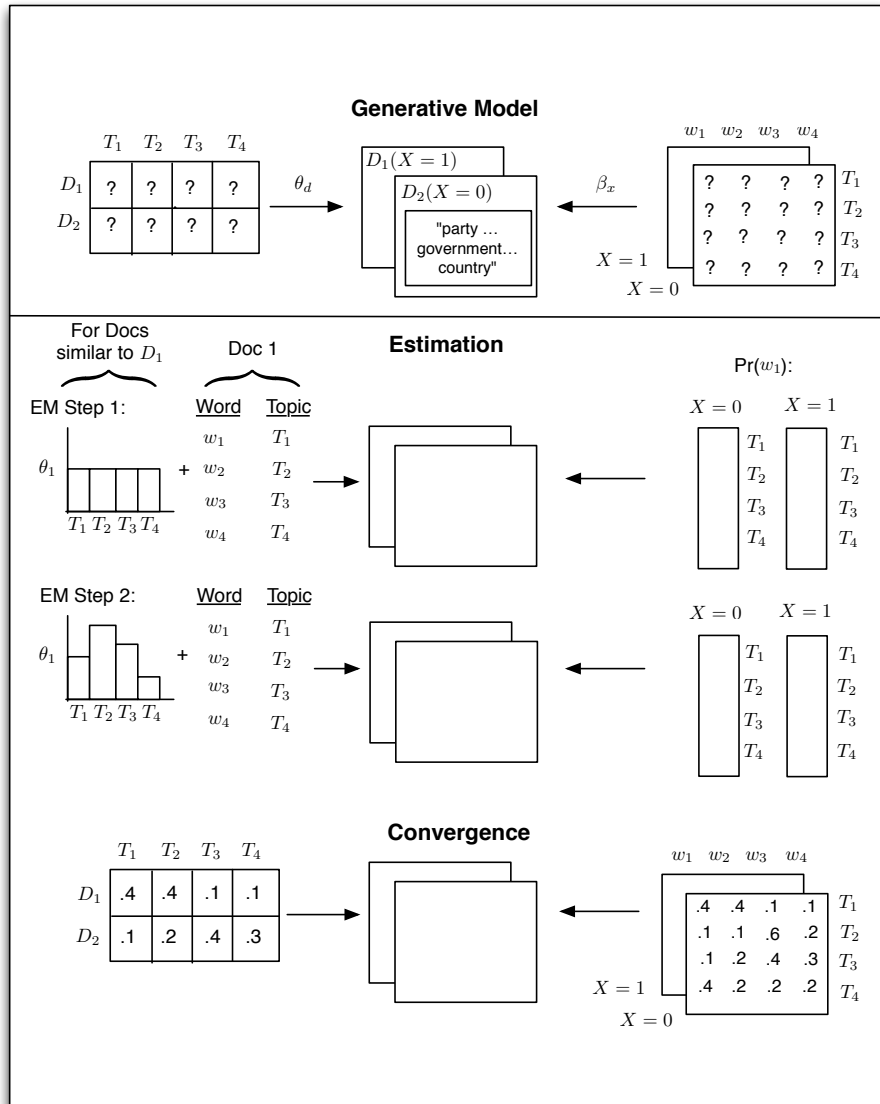 Generative Model
T₁ T₂ T₃ T₄
w₁ w₂ w₃ w₄
D₁ ? ? ? ?
D₂ ? ? ? ?
θ_d
D₁(X = 1)
D₂(X = 0)
"party ...
government...
country"
β_x
? ? ? ? T₁
? ? ? ? T₂
? ? ? ? T₃
? ? ? ? T₄
X = 1
X = 0
Estimation
For Docs
similar to D₁
Doc 1
Pr(w₁):
EM Step 1:
Word Topic
θ₁
T₁ T₂ T₃ T₄
+
w₁ T₁
w₂ T₂
w₃ T₃
w₄ T₄
X = 0 X = 1
T₁ T₁
T₂ T₂
T₃ T₃
T₄ T₄
EM Step 2:
Word Topic
θ₁
T₁ T₂ T₃ T₄
+
w₁ T₁
w₂ T₂
w₃ T₃
w₄ T₄
X = 0 X = 1
T₁ T₁
T₂ T₂
T₃ T₃
T₄ T₄
Convergence
T₁ T₂ T₃ T₄
D₁ .4 .4 .1 .1
D₂ .1 .2 .4 .3
w₁ w₂ w₃ w₄
.4 .4 .1 .1 T₁
.1 .1 .6 .2 T₂
.1 .2 .4 .3 T₃
.4 .2 .2 .2 T₄
X = 1
X = 0